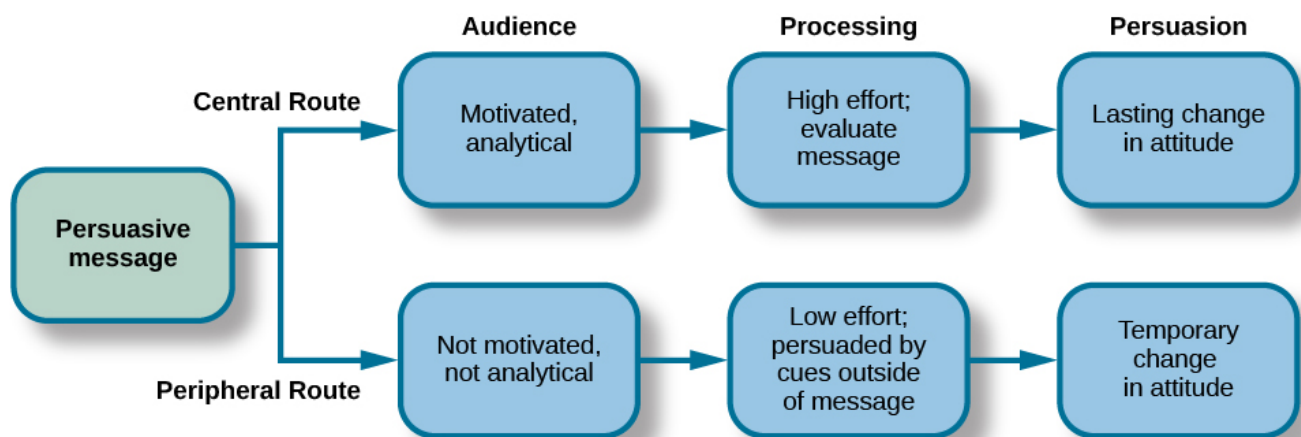 Audience
Processing
Persuasion
Central Route
Motivated,
analytical
High effort;
evaluate
message
Lasting change
in attitude
Persuasive
message
Peripheral Route
Not motivated,
not analytical
Low effort;
persuaded by
cues outside
of message
Temporary
change
in attitude